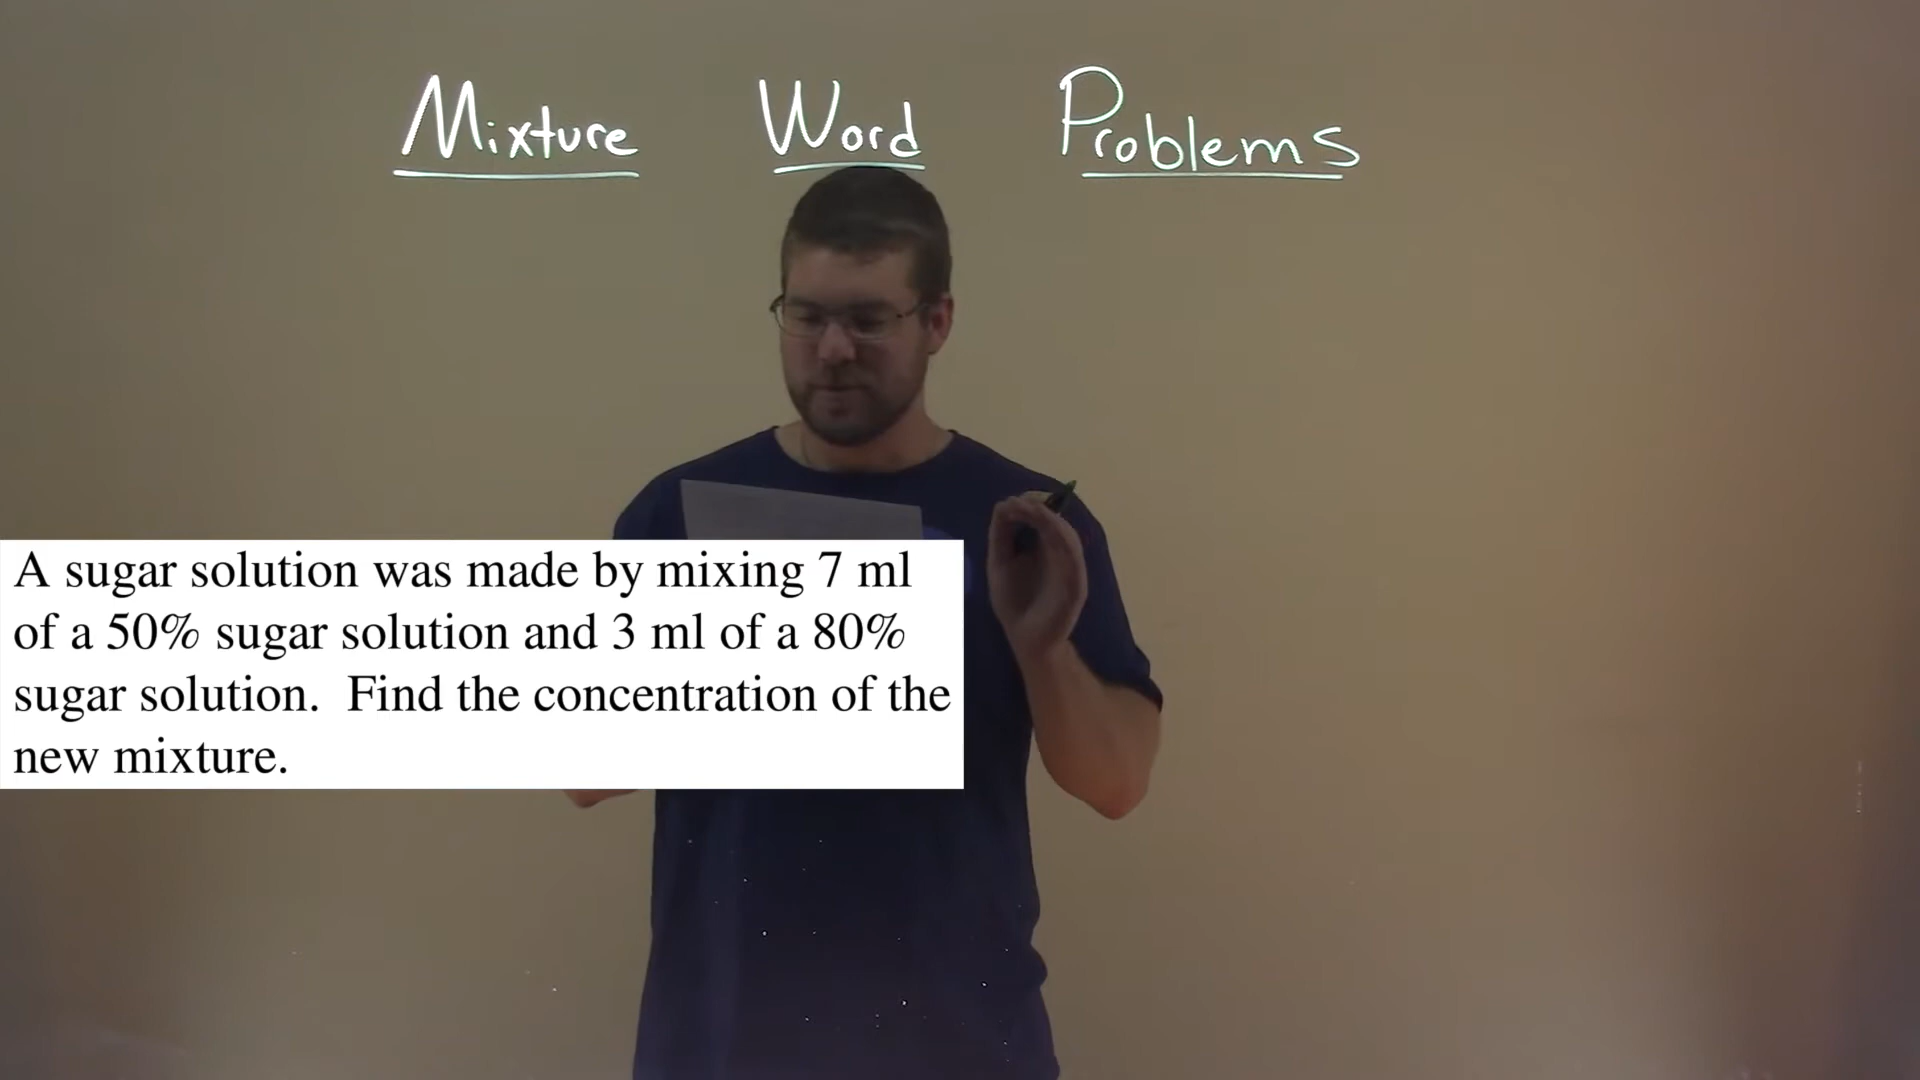 Mixture Word Problems
A sugar solution was made by mixing 7 ml
of a 50% sugar solution and 3 ml of a 80%
sugar solution.  Find the concentration of the
new mixture.